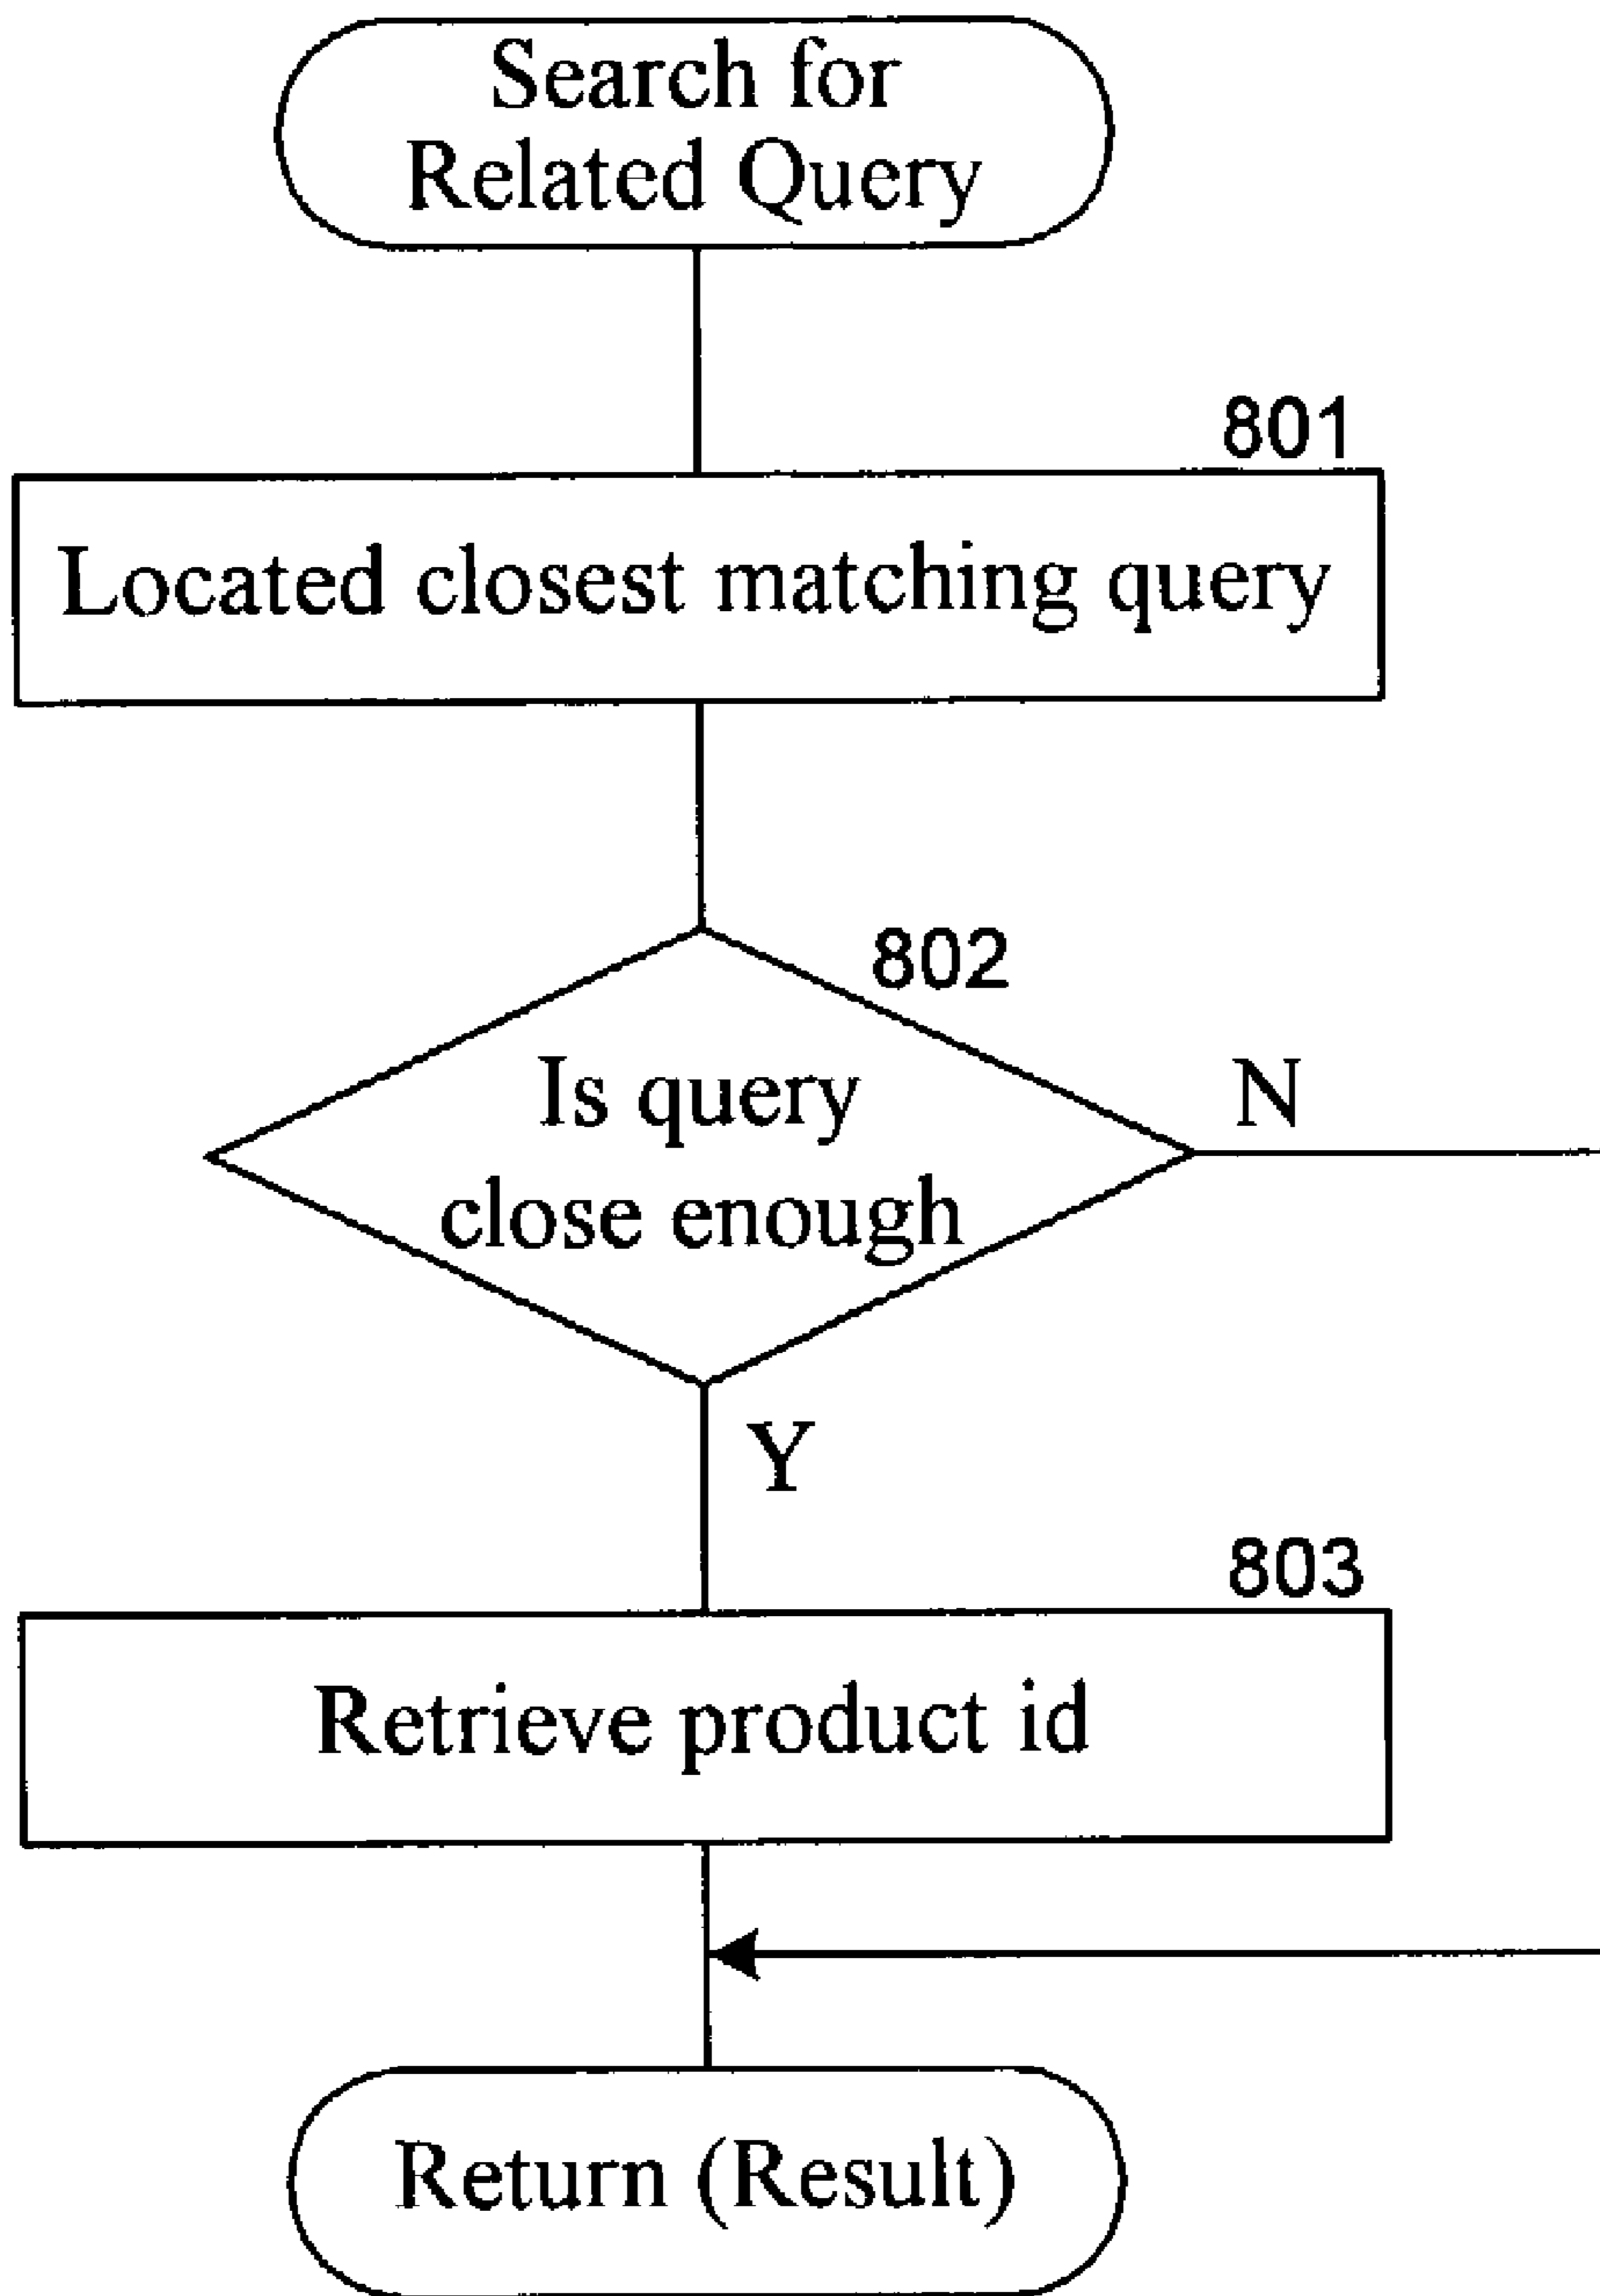 Search for
Related Query
801
Located closest matching query
802
Is query
close enough
N
Y
803
Retrieve product id
Return (Result)